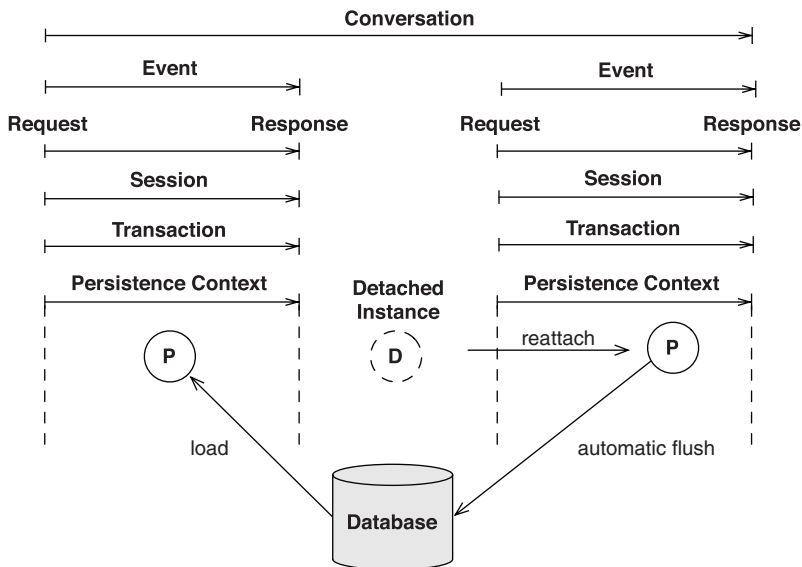 Conversation
Event
Event
Request
Response
Request
Response
Session
Session
Transaction
Transaction
Persistence Context
Detached
Instance
Persistence Context
P
D
reattach
P
load
automatic flush
Database